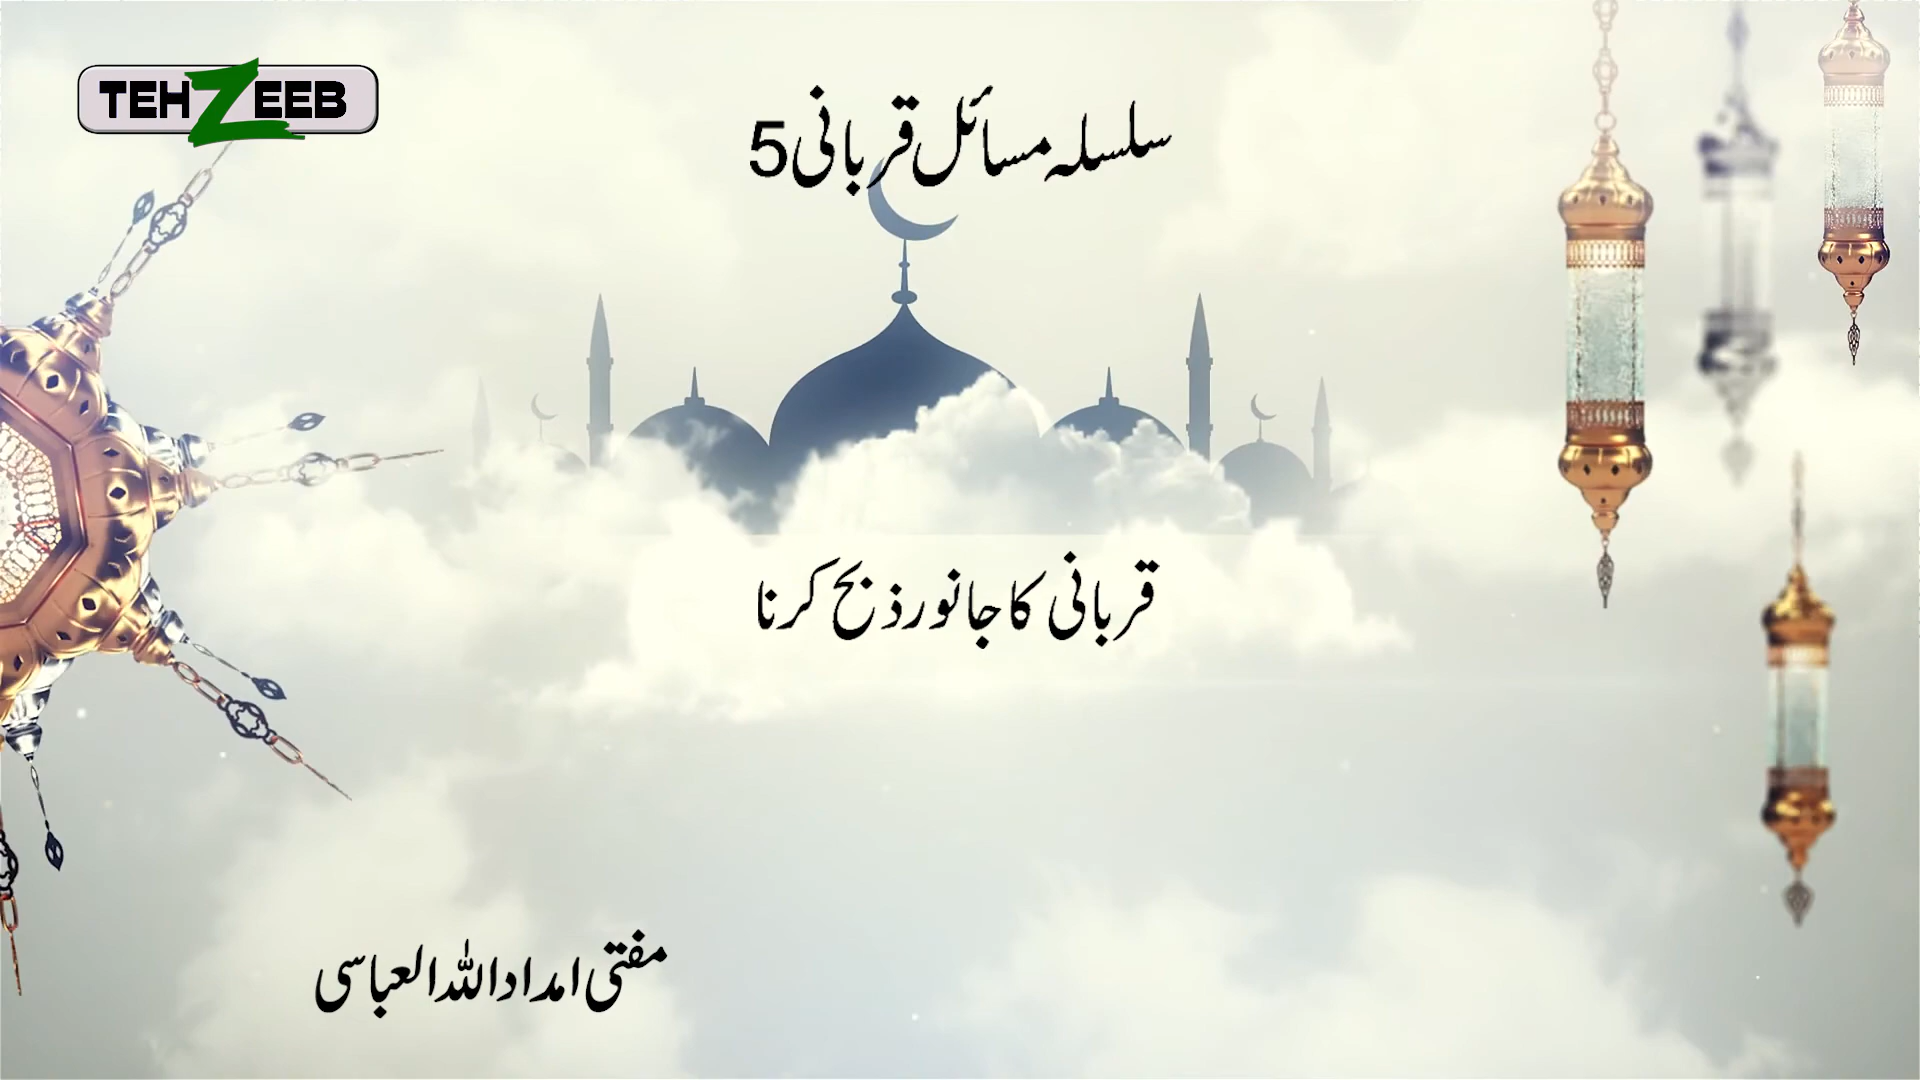 TEHZEEB
سلسلہ مسائل قربانی 5
قربانی کا جانور ذبح کرنا
مفتی امداد اللہ العباسی